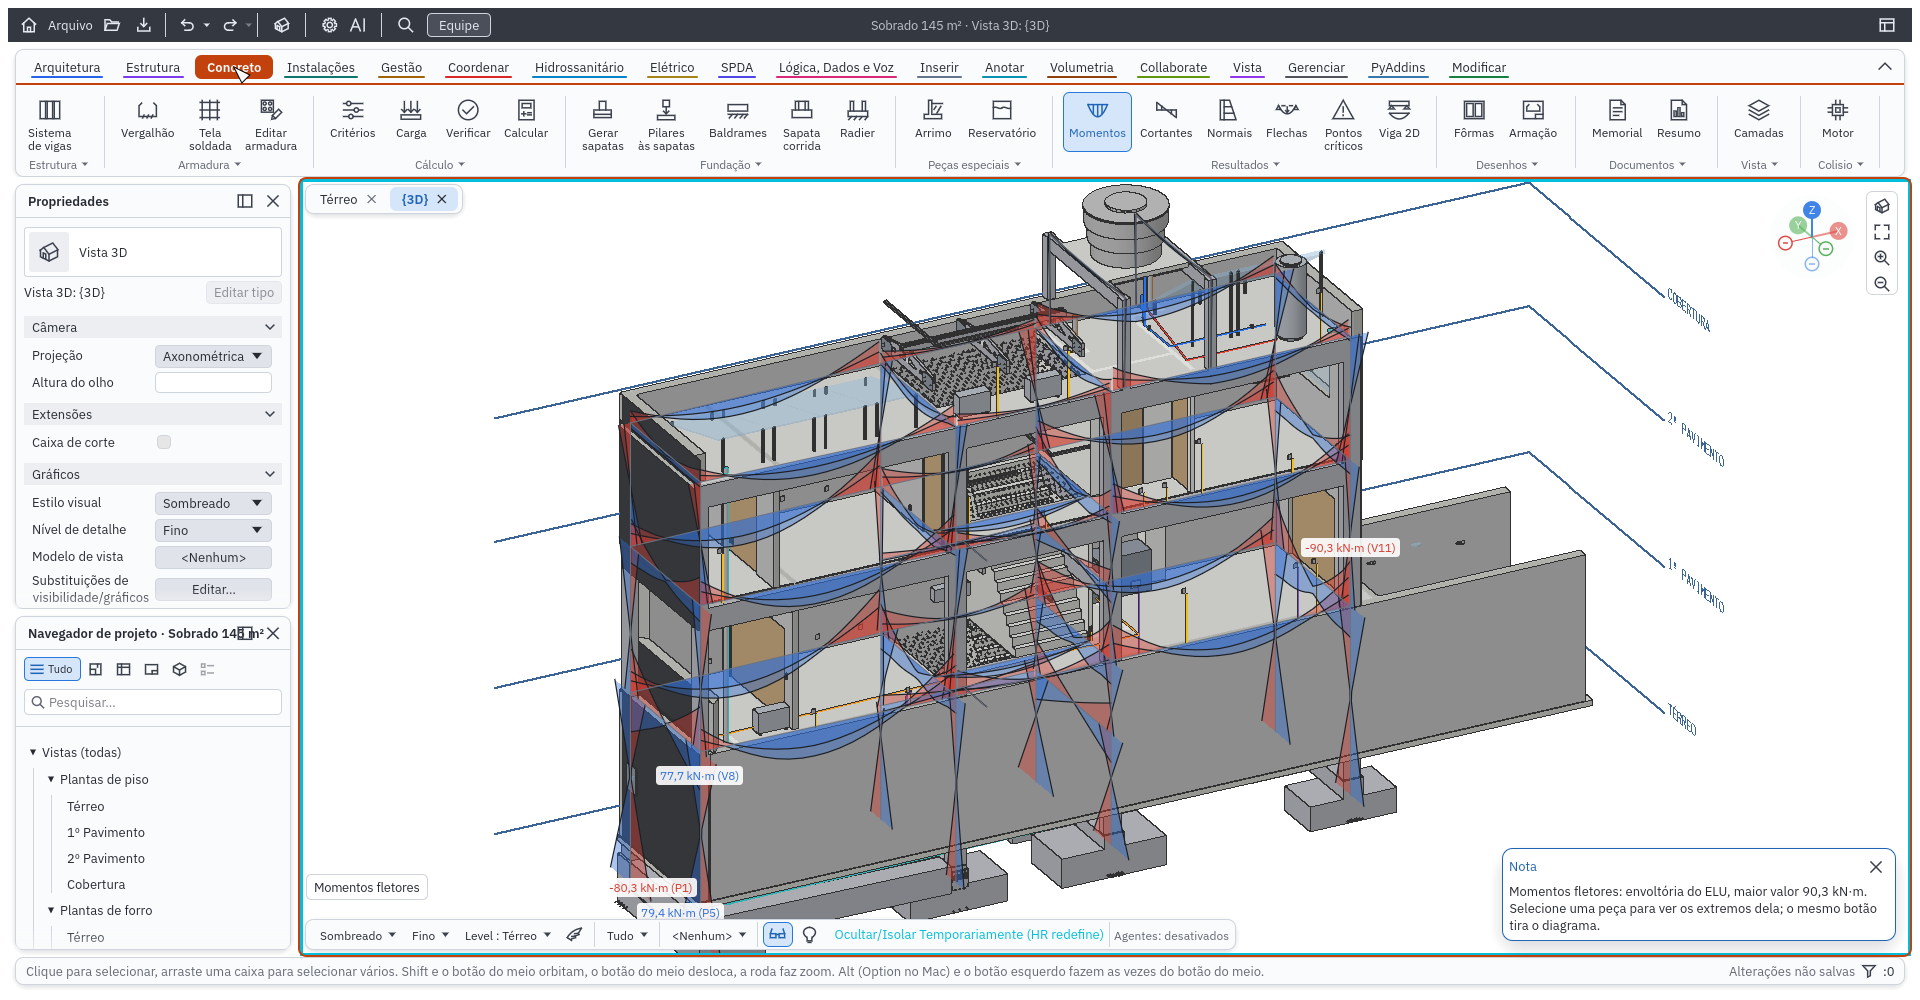 Arquivo
AI
Equipe
Sobrado 145 m² · Vista 3D: {3D}
Arquitetura Estrutura Concreto Instalações Gestão Coordenar Hidrossanitário Elétrico SPDA Lógica, Dados e Voz Inserir Anotar Volumetria Collaborate Vista Gerenciar PyAddins Modificar
Sistema de vigas
Vergalhão
Tela soldada
Editar armadura
Critérios
Carga
Verificar
Calcular
Gerar sapatas
Pilares às sapatas
Baldrames
Sapata corrida
Radier
Arrimo
Reservatório
Momentos
Cortantes
Normais
Flechas
Pontos críticos
Viga 2D
Fôrmas
Armação
Memorial
Resumo
Camadas
Motor
Estrutura Armadura Cálculo Fundação Peças especiais Resultados Desenhos Documentos Vista Colisio
Propriedades
Vista 3D
Vista 3D: {3D}
Editar tipo
Câmera
Projeção Axonométrica
Altura do olho
Extensões
Caixa de corte
Gráficos
Estilo visual Sombreado
Nível de detalhe Fino
Modelo de vista <Nenhum>
Substituições de visibilidade/gráficos Editar...
Navegador de projeto · Sobrado 145 m²
Tudo
Pesquisar...
Vistas (todas)
Plantas de piso
Térreo
1º Pavimento
2º Pavimento
Cobertura
Plantas de forro
Térreo
Térreo
{3D}
Z
Y
X
COBERTURA
2º PAVIMENTO
1º PAVIMENTO
TÉRREO
-90,3 kN·m (V11)
77,7 kN·m (V8)
-80,3 kN·m (P1)
79,4 kN·m (P5)
Momentos fletores
Nota
Momentos fletores: envoltória do ELU, maior valor 90,3 kN·m.
Selecione uma peça para ver os extremos dela; o mesmo botão
tira o diagrama.
Sombreado Fino Level : Térreo Tudo <Nenhum> Ocultar/Isolar Temporariamente (HR redefine) Agentes: desativados
Clique para selecionar, arraste uma caixa para selecionar vários. Shift e o botão do meio orbitam, o botão do meio desloca, a roda faz zoom. Alt (Option no Mac) e o botão esquerdo fazem as vezes do botão do meio.
Alterações não salvas :0